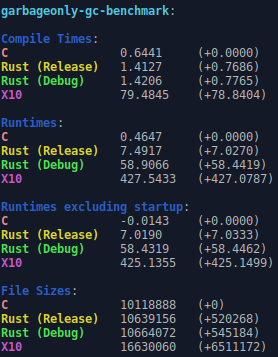 garbageonly-gc-benchmark:
Compile Times:
C 0.6441 (+0.0000)
Rust (Release) 1.4127 (+0.7686)
Rust (Debug) 1.4206 (+0.7765)
X10 79.4845 (+78.8404)
Runtimes:
C 0.4647 (+0.0000)
Rust (Release) 7.4917 (+7.0270)
Rust (Debug) 58.9066 (+58.4419)
X10 427.5433 (+427.0787)
Runtimes excluding startup:
C -0.0143 (+0.0000)
Rust (Release) 7.0190 (+7.0333)
Rust (Debug) 58.4319 (+58.4462)
X10 425.1355 (+425.1499)
File Sizes:
C 10118888 (+0)
Rust (Release) 10639156 (+520268)
Rust (Debug) 10664072 (+545184)
X10 16630060 (+6511172)